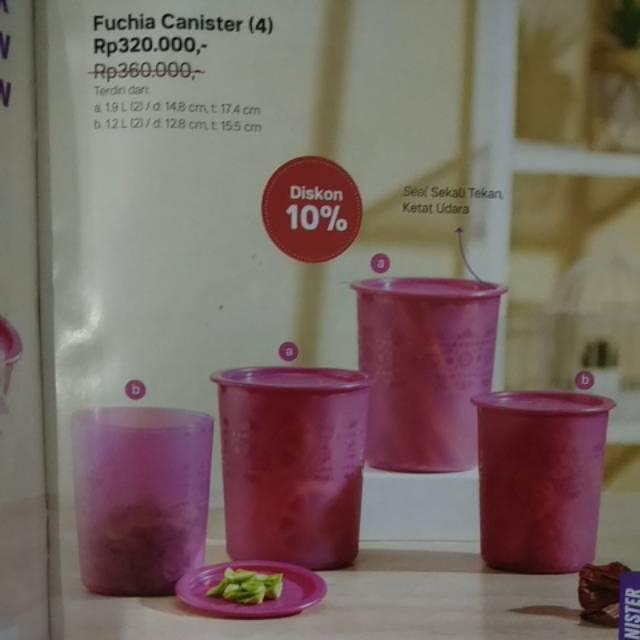 Fuchia Canister (4)
Rp320.000,-
Rp360.000,-
Terdiri dari:
a. 1.9 L (2) / d: 14.8 cm, t: 17.4 cm
b. 1.2 L (2) / d: 12.8 cm, t: 15.5 cm
Diskon
10%
Seal Sekali Tekan,
Ketat Udara
a
a
b
b